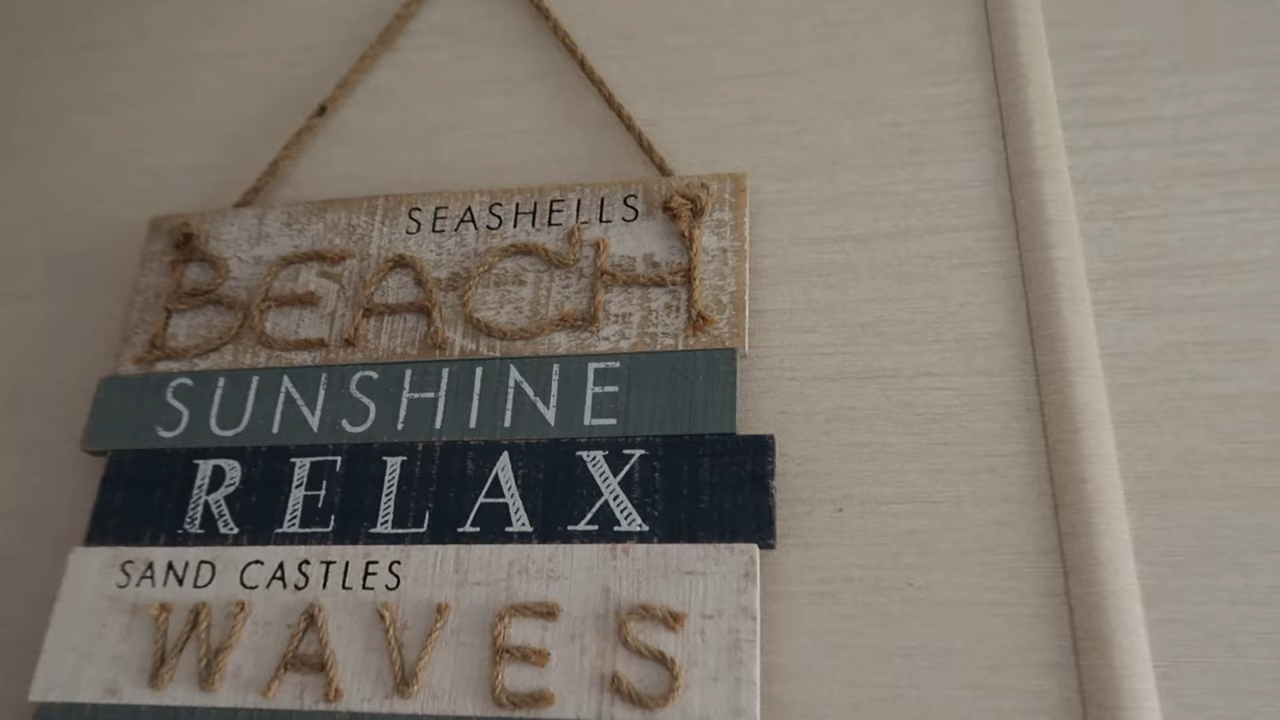 SEASHELLS
BEACH
SUNSHINE
RELAX
SAND CASTLES
WAVES